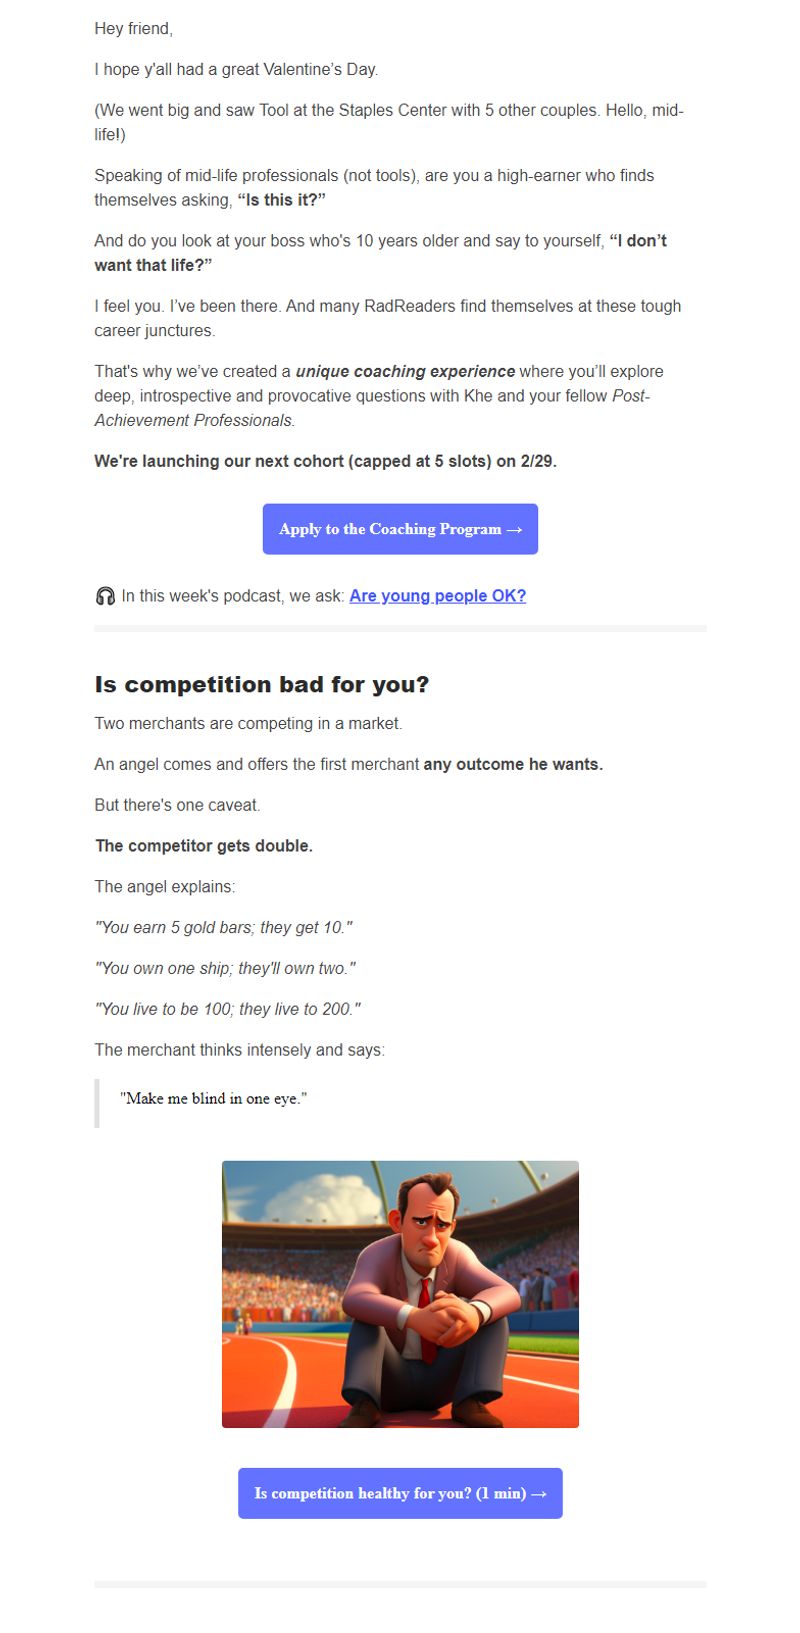 Hey friend,
I hope y'all had a great Valentine’s Day.
(We went big and saw Tool at the Staples Center with 5 other couples. Hello, mid-
life!)
Speaking of mid-life professionals (not tools), are you a high-earner who finds
themselves asking, “Is this it?”
And do you look at your boss who's 10 years older and say to yourself, “I don’t
want that life?”
I feel you. I’ve been there. And many RadReaders find themselves at these tough
career junctures.
That's why we’ve created a unique coaching experience where you’ll explore
deep, introspective and provocative questions with Khe and your fellow Post-
Achievement Professionals.
We're launching our next cohort (capped at 5 slots) on 2/29.
Apply to the Coaching Program →
🎧 In this week's podcast, we ask: Are young people OK?
Is competition bad for you?
Two merchants are competing in a market.
An angel comes and offers the first merchant any outcome he wants.
But there's one caveat.
The competitor gets double.
The angel explains:
"You earn 5 gold bars; they get 10."
"You own one ship; they'll own two."
"You live to be 100; they live to 200."
The merchant thinks intensely and says:
"Make me blind in one eye."
Is competition healthy for you? (1 min) →